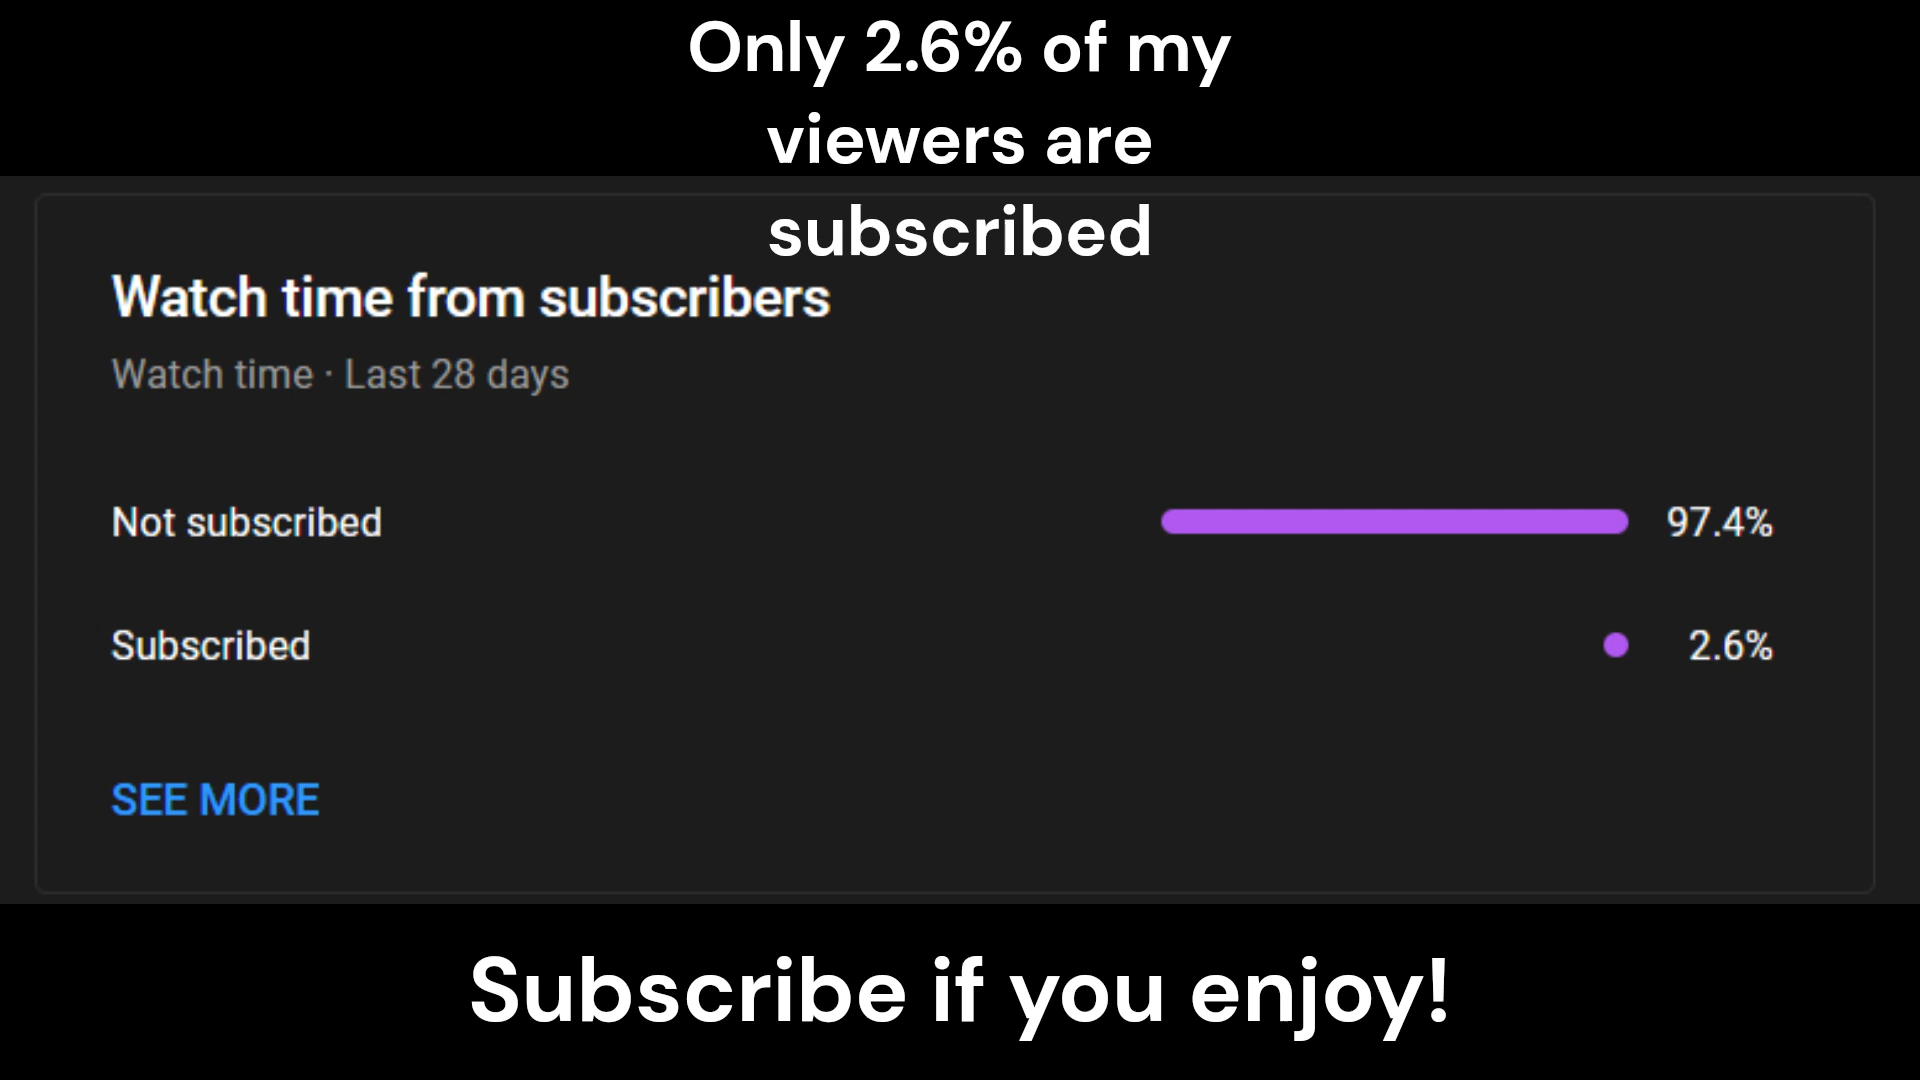 Only 2.6% of my
viewers are
subscribed
Watch time from subscribers
Watch time · Last 28 days
Not subscribed 97.4%
Subscribed 2.6%
SEE MORE
Subscribe if you enjoy!